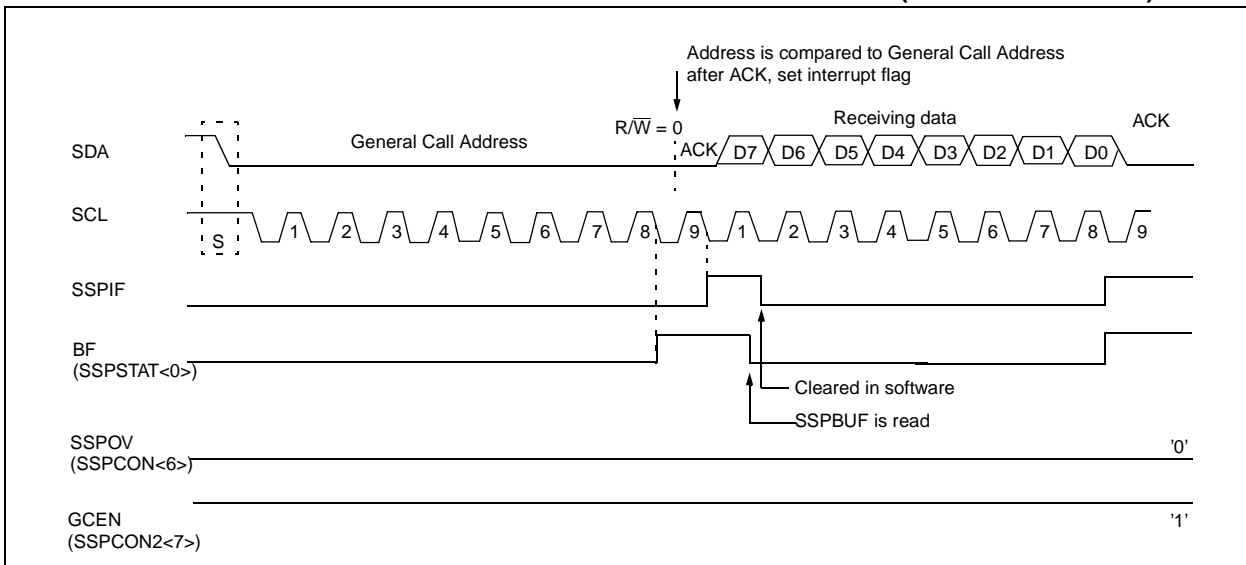 Address is compared to General Call Address
after ACK, set interrupt flag
R/W = 0
Receiving data
ACK
General Call Address
SDA
ACK
D7 D6 D5 D4 D3 D2 D1 D0
SCL
S
1 2 3 4 5 6 7 8 9 1 2 3 4 5 6 7 8 9
SSPIF
BF
(SSPSTAT<0>)
Cleared in software
SSPBUF is read
SSPOV
(SSPCON<6>)
'0'
GCEN
(SSPCON2<7>)
'1'